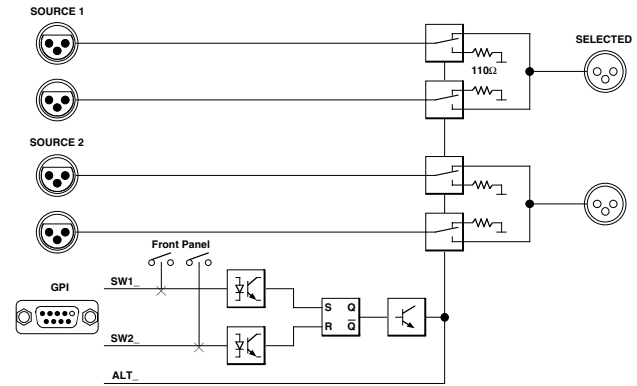 SOURCE 1
SELECTED
110Ω
SOURCE 2
Front Panel
GPI
SW1_
S Q
R Q̅
SW2_
ALT_